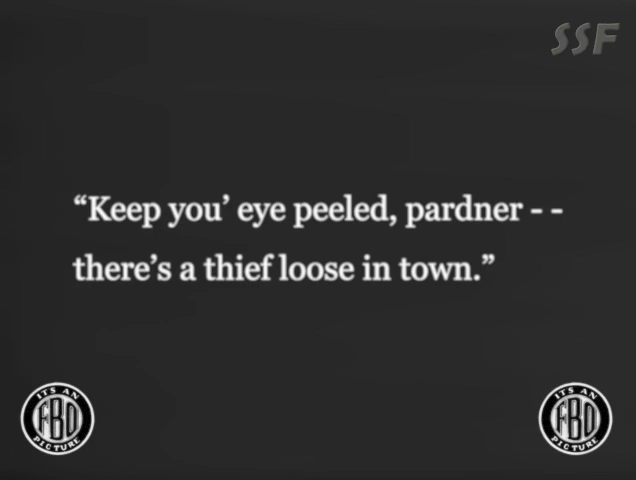 SSF
“Keep you’ eye peeled, pardner - -
there’s a thief loose in town.”
IT'S AN
FBO
PICTURE
IT'S AN
FBO
PICTURE